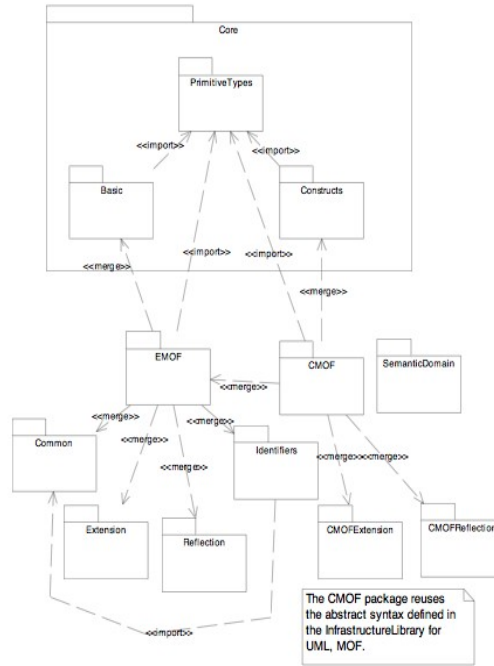 Core
PrimitiveTypes
<<import>>
<<import>>
Basic
Constructs
<<import>>
<<import>>
<<merge>>
<<merge>>
EMOF
CMOF
SemanticDomain
<<merge>>
<<merge>>
<<merge>>
Common
<<merge>>
<<merge>>
Identifiers
<<merge>>
<<merge>>
Extension
Reflection
CMOFExtension
CMOFReflection
<<import>>
The CMOF package reuses
the abstract syntax defined in
the InfrastructureLibrary for
UML, MOF.